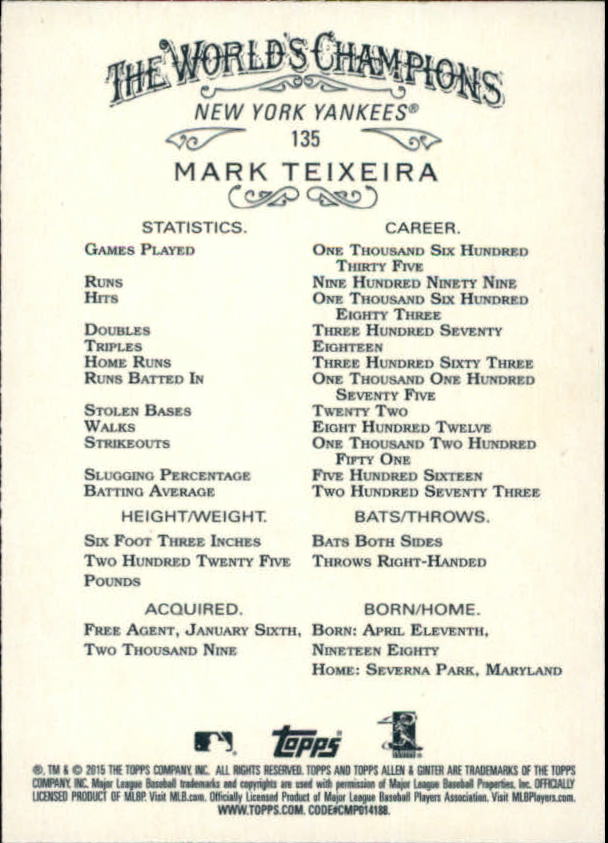 THE WORLD'S CHAMPIONS
NEW YORK YANKEES®
135
MARK TEIXEIRA
STATISTICS. CAREER.
GAMES PLAYED ONE THOUSAND SIX HUNDRED
THIRTY FIVE
RUNS NINE HUNDRED NINETY NINE
HITS ONE THOUSAND SIX HUNDRED
EIGHTY THREE
DOUBLES THREE HUNDRED SEVENTY
TRIPLES EIGHTEEN
HOME RUNS THREE HUNDRED SIXTY THREE
RUNS BATTED IN ONE THOUSAND ONE HUNDRED
SEVENTY FIVE
STOLEN BASES TWENTY TWO
WALKS EIGHT HUNDRED TWELVE
STRIKEOUTS ONE THOUSAND TWO HUNDRED
FIFTY ONE
SLUGGING PERCENTAGE FIVE HUNDRED SIXTEEN
BATTING AVERAGE TWO HUNDRED SEVENTY THREE
HEIGHT/WEIGHT. BATS/THROWS.
SIX FOOT THREE INCHES BATS BOTH SIDES
TWO HUNDRED TWENTY FIVE THROWS RIGHT-HANDED
POUNDS
ACQUIRED. BORN/HOME.
FREE AGENT, JANUARY SIXTH, BORN: APRIL ELEVENTH,
TWO THOUSAND NINE NINETEEN EIGHTY
HOME: SEVERNA PARK, MARYLAND
Topps®
®, TM & © 2015 THE TOPPS COMPANY, INC. ALL RIGHTS RESERVED. TOPPS AND TOPPS ALLEN & GINTER ARE TRADEMARKS OF THE TOPPS
COMPANY, INC. Major League Baseball trademarks and copyrights are used with permission of Major League Baseball Properties, Inc. OFFICIALLY
LICENSED PRODUCT OF MLBP. Visit MLB.com. Officially Licensed Product of Major League Baseball Players Association. Visit MLBPlayers.com.
WWW.TOPPS.COM. CODE#CMP014188.